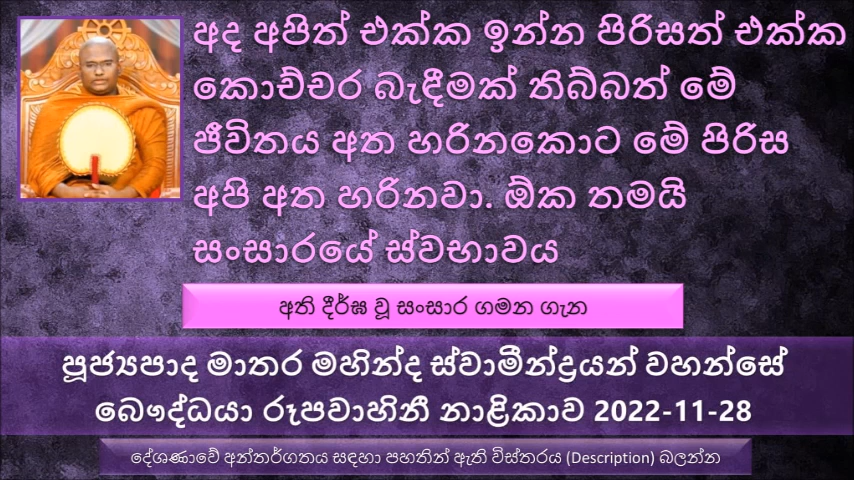 අද අපිත් එක්ක ඉන්න පිරිසත් එක්ක
කොච්චර බැඳීමක් තිබ්බත් මේ
ජීවිතය අත හරිනකොට මේ පිරිස
අපි අත හරිනවා. ඕක තමයි
සංසාරයේ ස්වභාවය
අති දීර්ඝ වූ සංසාර ගමන ගැන
පූජ්‍යපාද මාතර මහින්ද ස්වාමීන්ද්‍රයන් වහන්සේ
බෞද්ධයා රූපවාහිනී නාළිකාව 2022-11-28
දේශණාවේ අන්තර්ගතය සඳහා පහතින් ඇති විස්තරය (Description) බලන්න